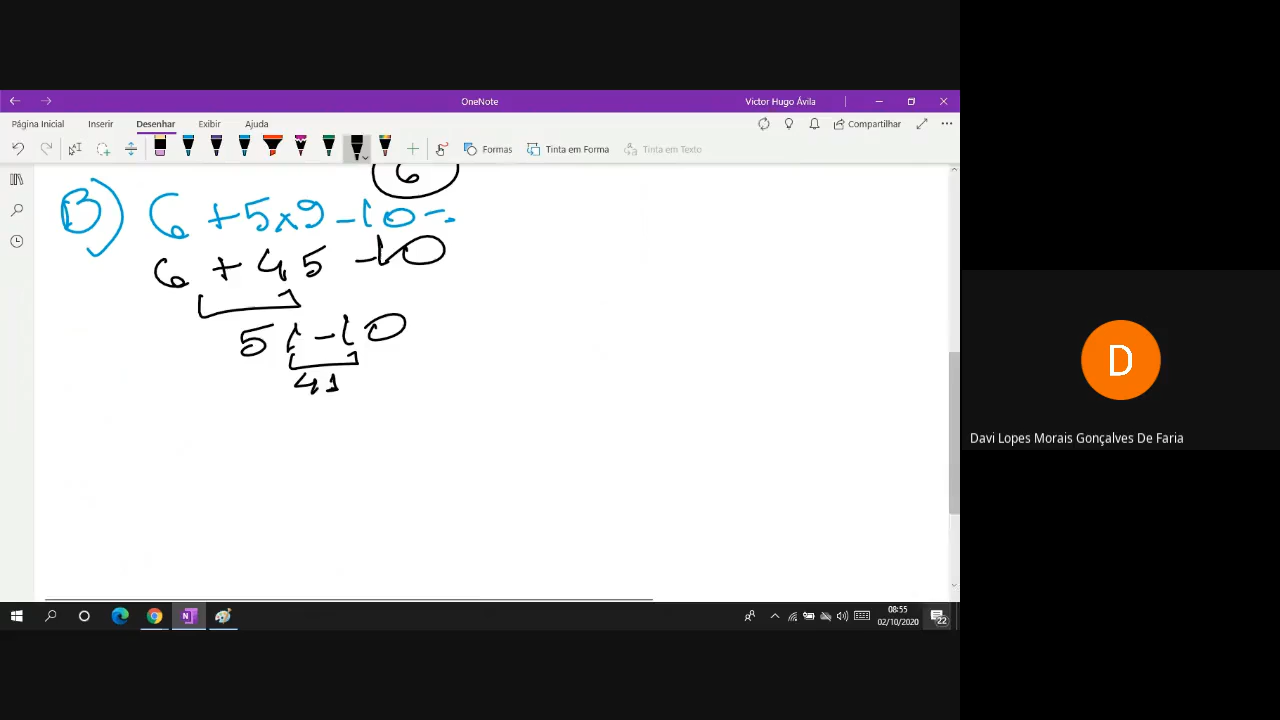 OneNote
Victor Hugo Ávila
Página Inicial Inserir Desenhar Exibir Ajuda
Compartilhar
Formas Tinta em Forma Tinta em Texto
6
B) 6 + 5 x 9 - 10 =
6 + 45 - 10
51 - 10
41
D
Davi Lopes Morais Gonçalves De Faria
08:55
02/10/2020
22